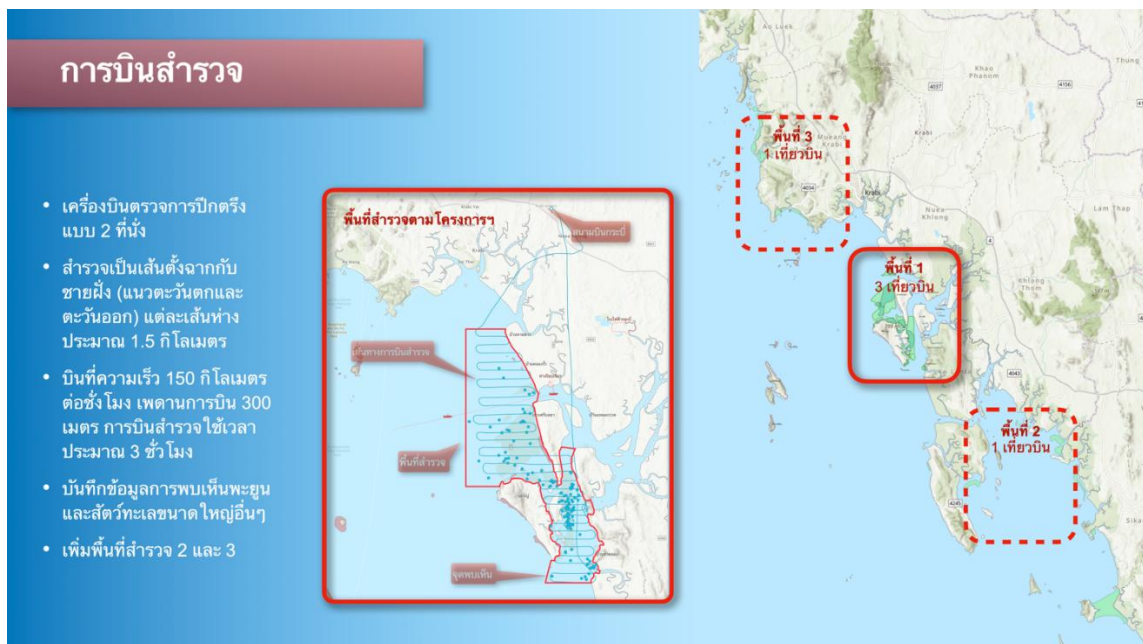 การบินสำรวจ
• เครื่องบินตรวจการปีกตรึง
แบบ 2 ที่นั่ง
• สำรวจเป็นเส้นตั้งฉากกับ
ชายฝั่ง (แนวตะวันตกและ
ตะวันออก) แต่ละเส้นห่าง
ประมาณ 1.5 กิโลเมตร
• บินที่ความเร็ว 150 กิโลเมตร
ต่อชั่วโมง เพดานการบิน 300
เมตร การบินสำรวจใช้เวลา
ประมาณ 3 ชั่วโมง
• บันทึกข้อมูลการพบเห็นพะยูน
และสัตว์ทะเลขนาดใหญ่อื่นๆ
• เพิ่มพื้นที่สำรวจ 2 และ 3
พื้นที่สำรวจตามโครงการฯ
สนามบินกระบี่
เส้นทางการบินสำรวจ
พื้นที่สำรวจ
จุดพบเห็น
Ao Luek
Khao
Phanom
Thung
4037
4156
พื้นที่ 3
1 เที่ยวบิน
Mueang
Krabi
Krabi
4034
Krabi
Nuea
Khlong
Lam Thap
4
พื้นที่ 1
3 เที่ยวบิน
Khlong
Thom
4043
พื้นที่ 2
1 เที่ยวบิน
4245
Sika